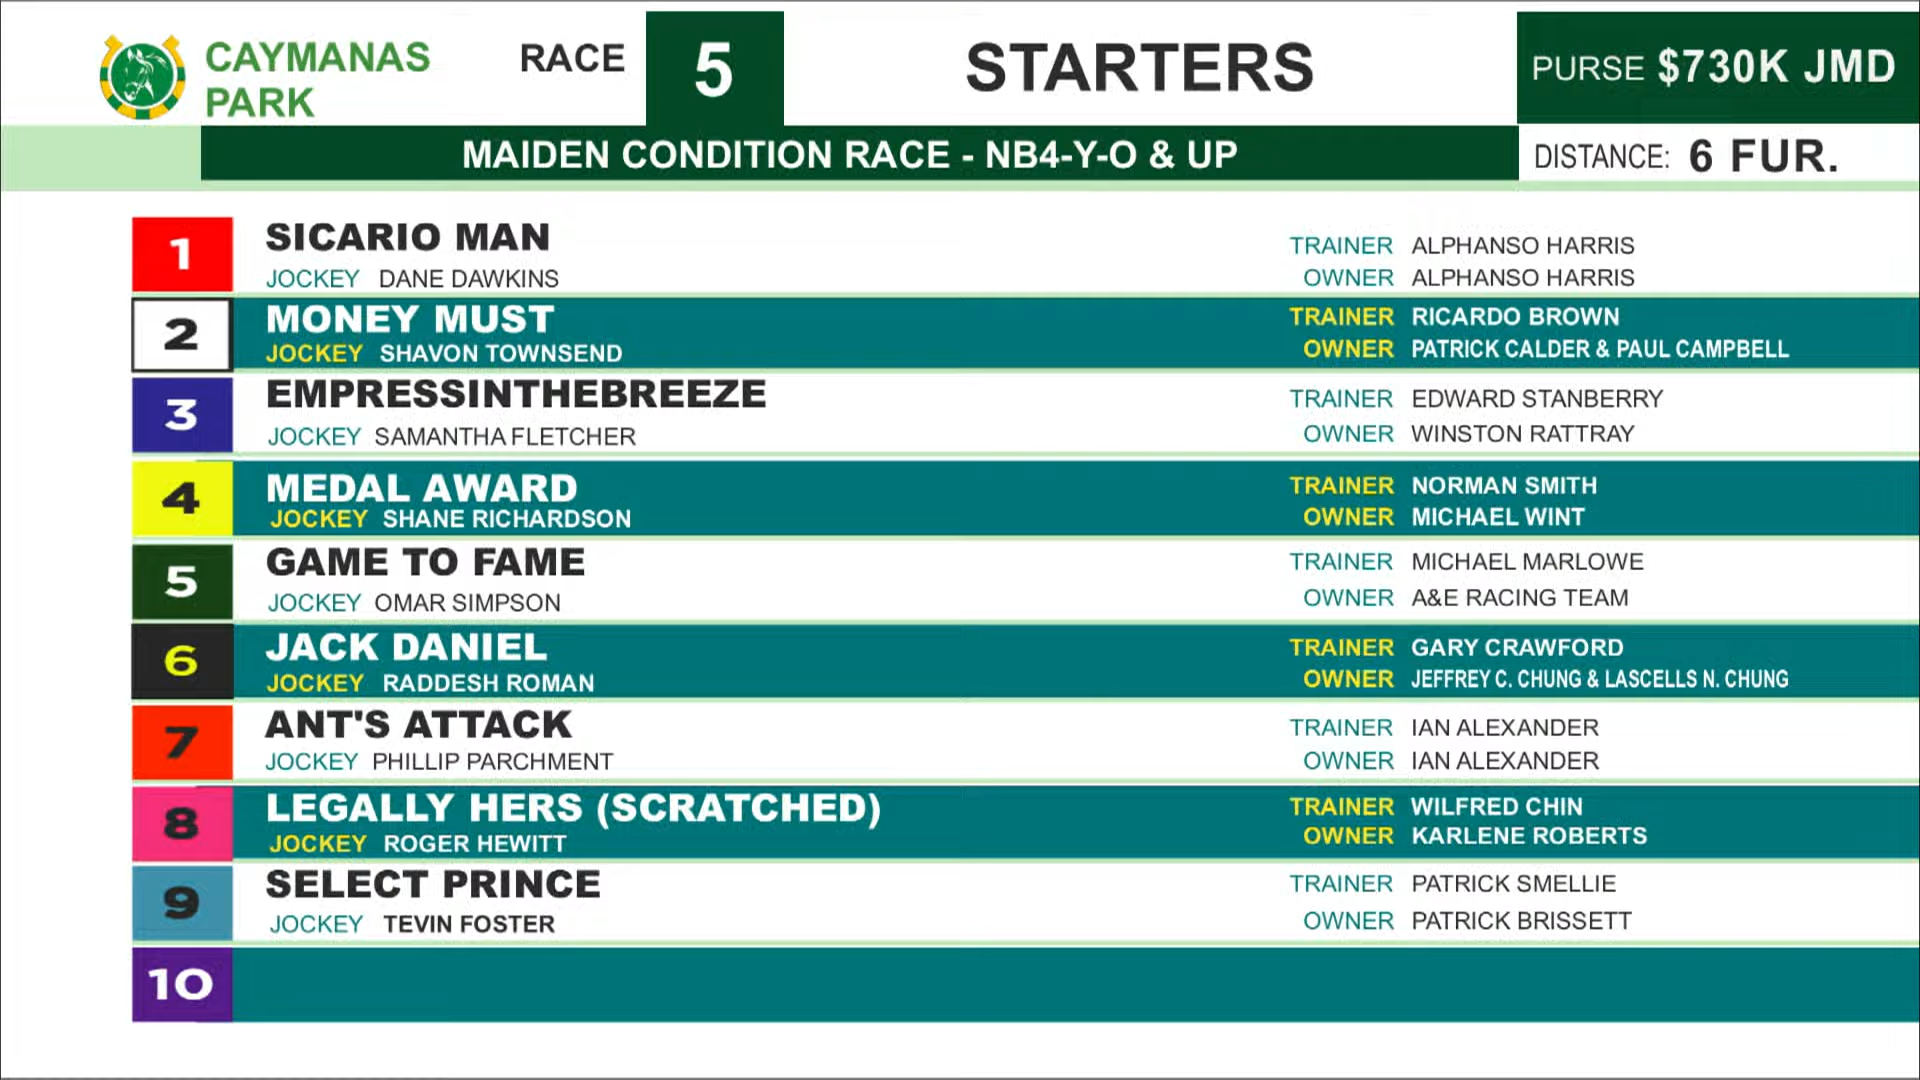 CAYMANAS
PARK
RACE 5 STARTERS PURSE $730K JMD
MAIDEN CONDITION RACE - NB4-Y-O & UP DISTANCE: 6 FUR.
1 SICARIO MAN TRAINER ALPHANSO HARRIS
JOCKEY DANE DAWKINS OWNER ALPHANSO HARRIS
2 MONEY MUST TRAINER RICARDO BROWN
JOCKEY SHAVON TOWNSEND OWNER PATRICK CALDER & PAUL CAMPBELL
3 EMPRESSINTHEBREEZE TRAINER EDWARD STANBERRY
JOCKEY SAMANTHA FLETCHER OWNER WINSTON RATTRAY
4 MEDAL AWARD TRAINER NORMAN SMITH
JOCKEY SHANE RICHARDSON OWNER MICHAEL WINT
5 GAME TO FAME TRAINER MICHAEL MARLOWE
JOCKEY OMAR SIMPSON OWNER A&E RACING TEAM
6 JACK DANIEL TRAINER GARY CRAWFORD
JOCKEY RADDESH ROMAN OWNER JEFFREY C. CHUNG & LASCELLS N. CHUNG
7 ANT'S ATTACK TRAINER IAN ALEXANDER
JOCKEY PHILLIP PARCHMENT OWNER IAN ALEXANDER
8 LEGALLY HERS (SCRATCHED) TRAINER WILFRED CHIN
JOCKEY ROGER HEWITT OWNER KARLENE ROBERTS
9 SELECT PRINCE TRAINER PATRICK SMELLIE
JOCKEY TEVIN FOSTER OWNER PATRICK BRISSETT
10